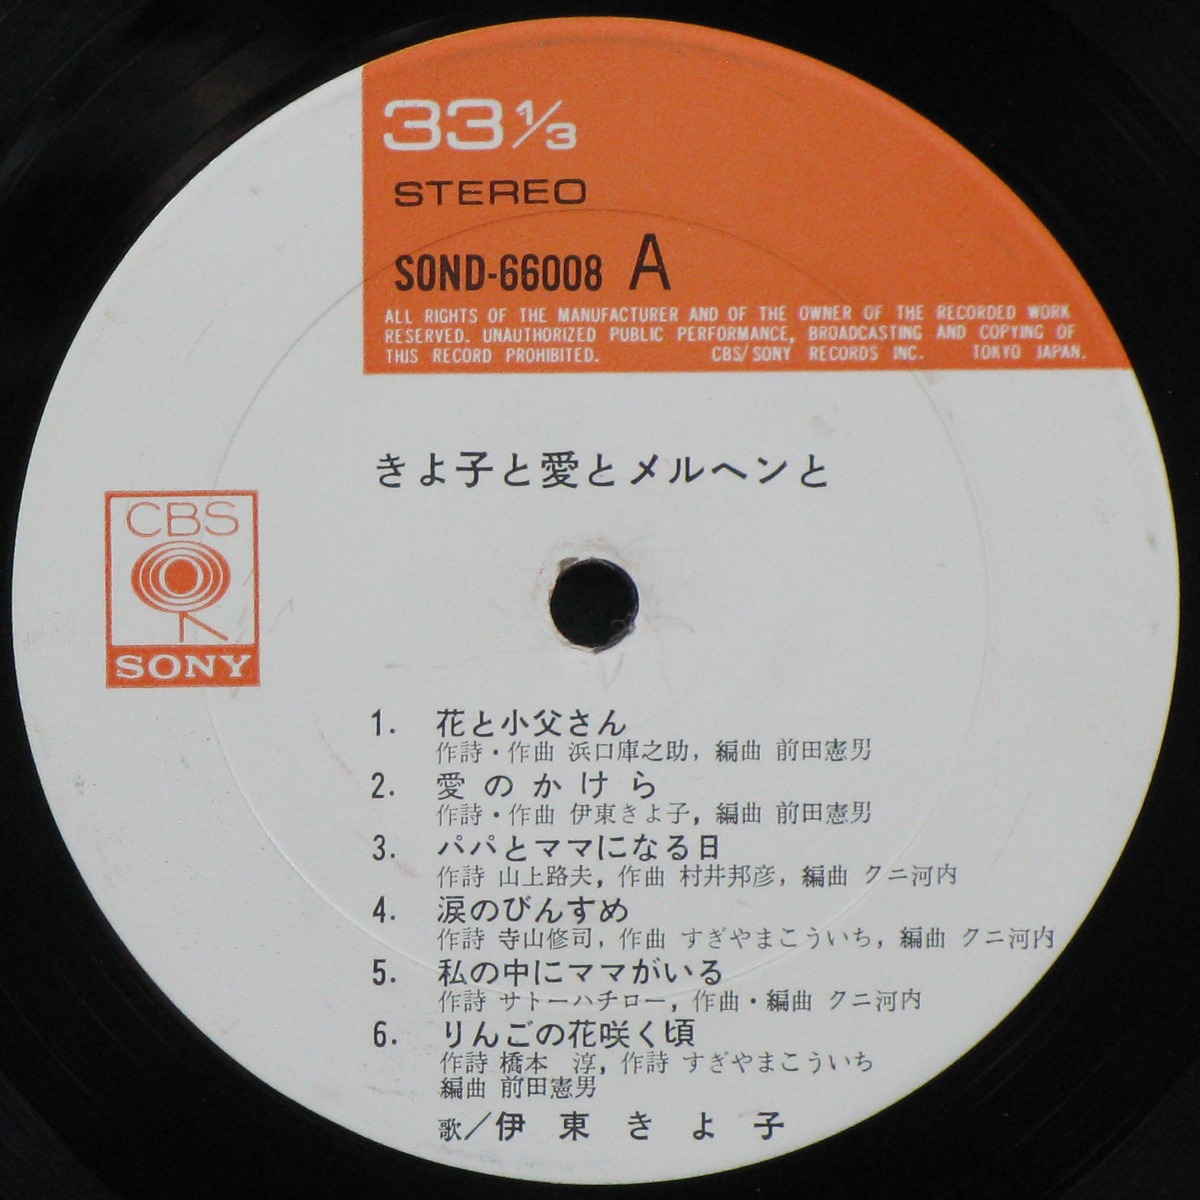 33 1/3
STEREO
SOND-66008 A
ALL RIGHTS OF THE MANUFACTURER AND OF THE OWNER OF THE RECORDED WORK
RESERVED. UNAUTHORIZED PUBLIC PERFORMANCE, BROADCASTING AND COPYING OF
THIS RECORD PROHIBITED. CBS/SONY RECORDS INC. TOKYO JAPAN.
きよ子と愛とメルヘンと
CBS
SONY
1. 花と小父さん
作詩・作曲 浜口庫之助, 編曲 前田憲男
2. 愛のかけら
作詩・作曲 伊東きよ子, 編曲 前田憲男
3. パパとママになる日
作詩 山上路夫, 作曲 村井邦彦, 編曲 クニ河内
4. 涙のびんすめ
作詩 寺山修司, 作曲 すぎやまこういち, 編曲 クニ河内
5. 私の中にママがいる
作詩 サトーハチロー, 作曲・編曲 クニ河内
6. りんごの花咲く頃
作詩 橋本 淳, 作詩 すぎやまこういち
編曲 前田憲男
歌/伊東きよ子